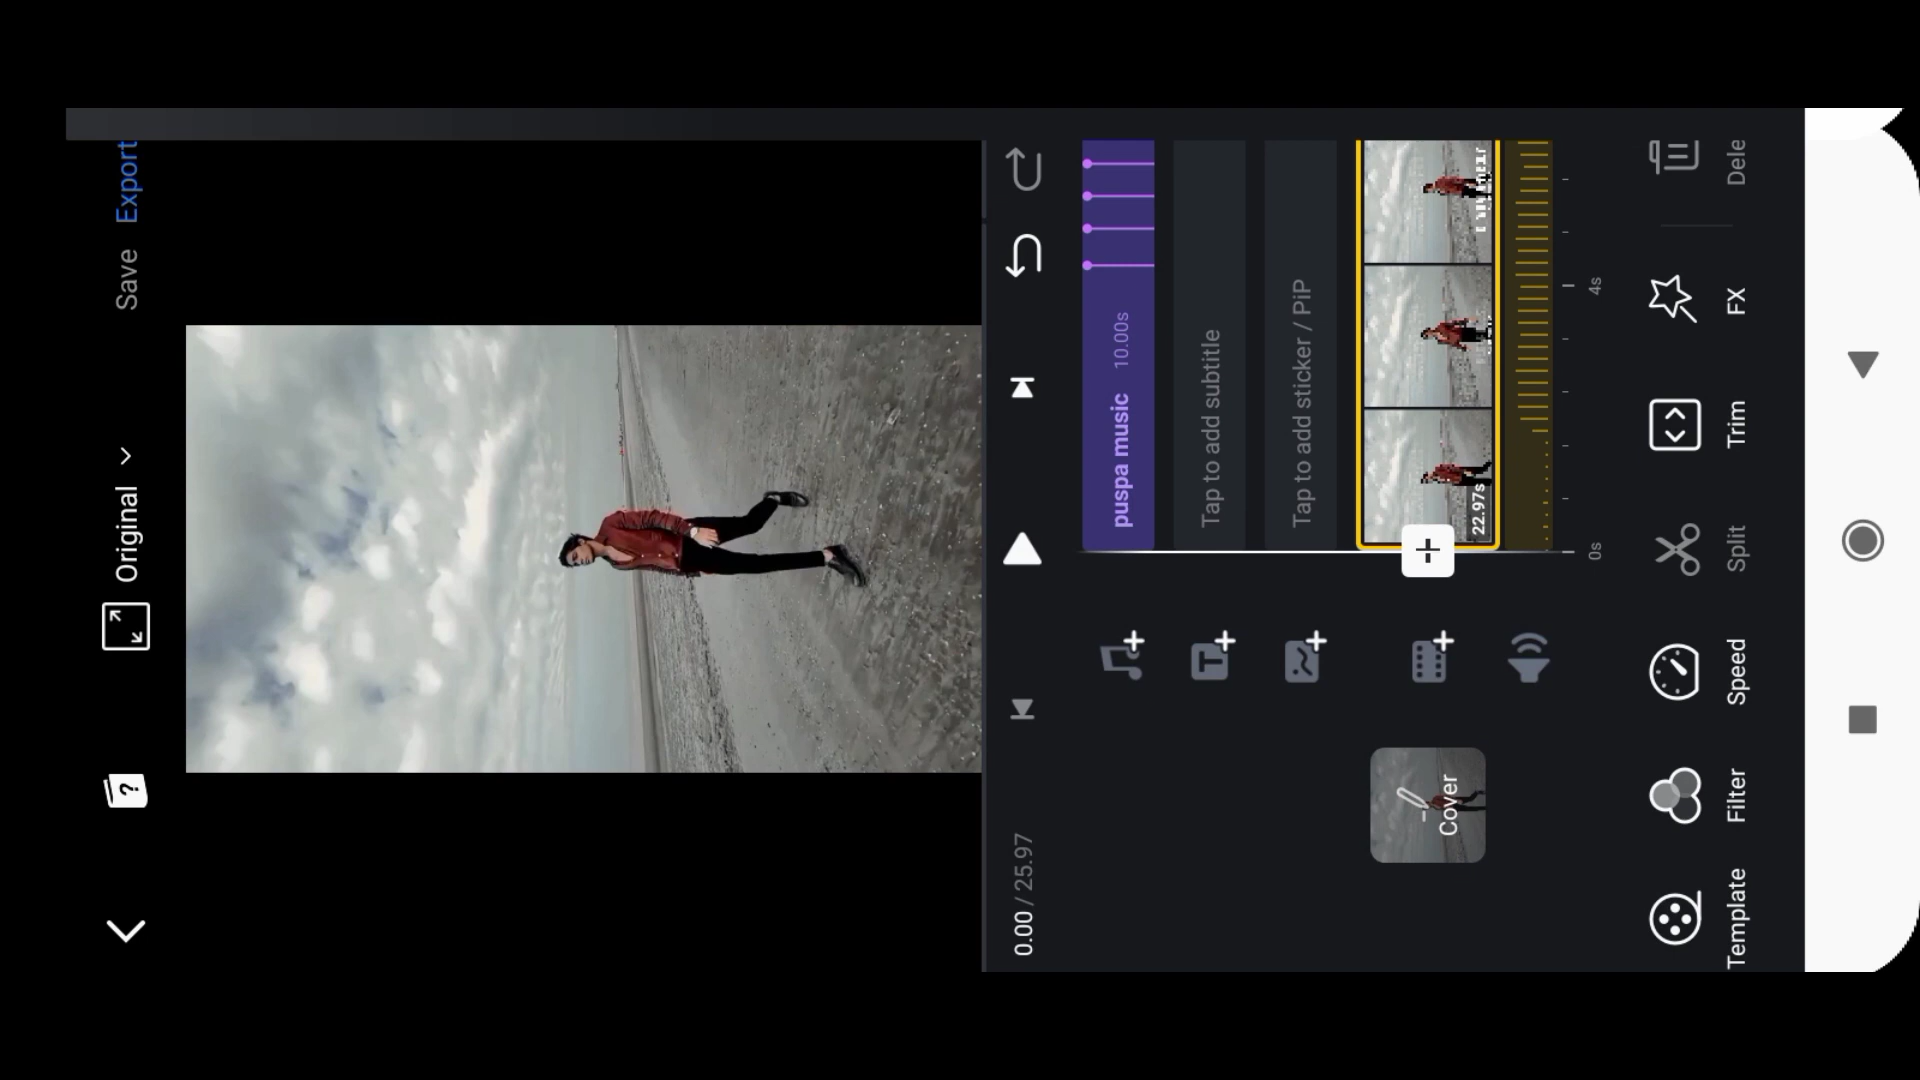 Original
Save
Export
0.00 / 25.97
puspa music 10.00s
Tap to add subtitle
Tap to add sticker / PiP
Cover
22.97s
0s
4s
Template
Filter
Speed
Split
Trim
FX
Dele